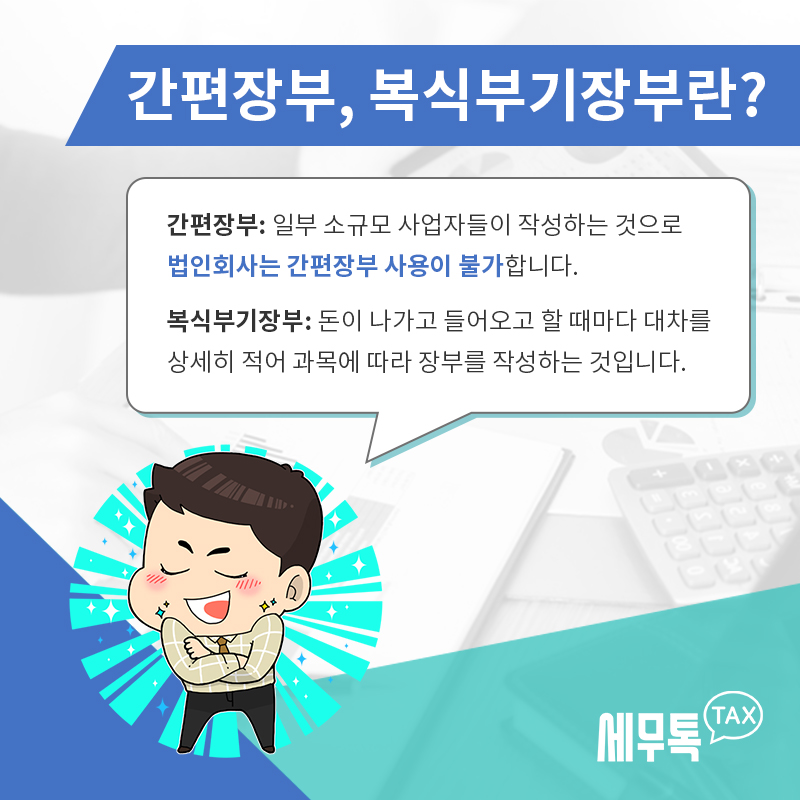 간편장부, 복식부기장부란?
간편장부: 일부 소규모 사업자들이 작성하는 것으로
법인회사는 간편장부 사용이 불가합니다.
복식부기장부: 돈이 나가고 들어오고 할 때마다 대차를
상세히 적어 과목에 따라 장부를 작성하는 것입니다.
세무톡 TAX